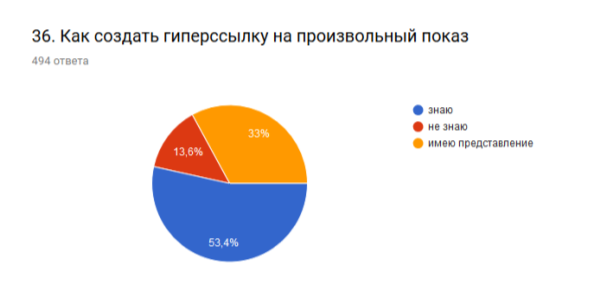 36. Как создать гиперссылку на произвольный показ
494 ответа
знаю
не знаю
имею представление
33%
13,6%
53,4%